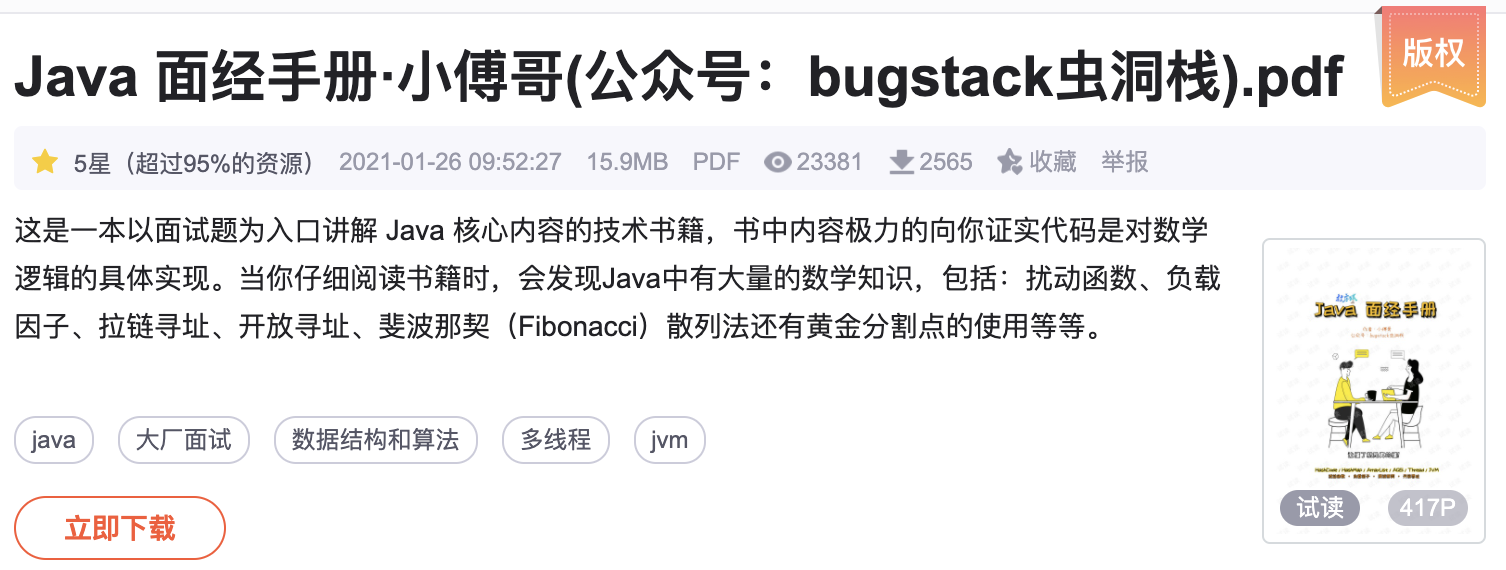 Java 面经手册·小傅哥(公众号：bugstack虫洞栈).pdf
版权
5星（超过95%的资源） 2021-01-26 09:52:27 15.9MB PDF 23381 2565 收藏 举报
这是一本以面试题为入口讲解 Java 核心内容的技术书籍，书中内容极力的向你证实代码是对数学
逻辑的具体实现。当你仔细阅读书籍时，会发现Java中有大量的数学知识，包括：扰动函数、负载
因子、拉链寻址、开放寻址、斐波那契（Fibonacci）散列法还有黄金分割点的使用等等。
Java 面经手册
java 大厂面试 数据结构和算法 多线程 jvm
试读 417P
立即下载